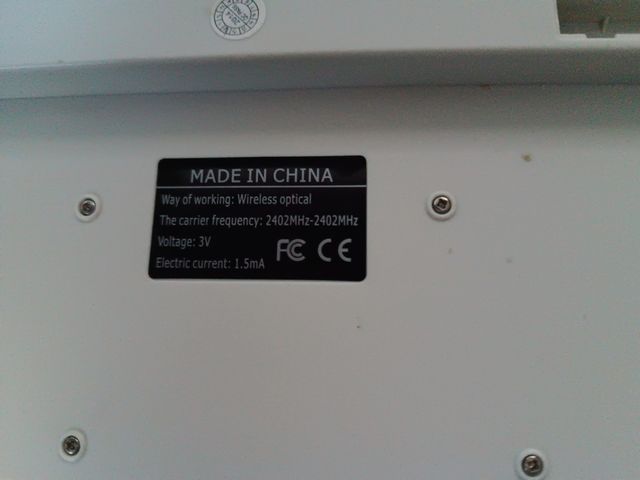 MADE IN CHINA
Way of working: Wireless optical
The carrier frequency: 2402MHz-2402MHz
Voltage: 3V
FC CE
Electric current: 1.5mA